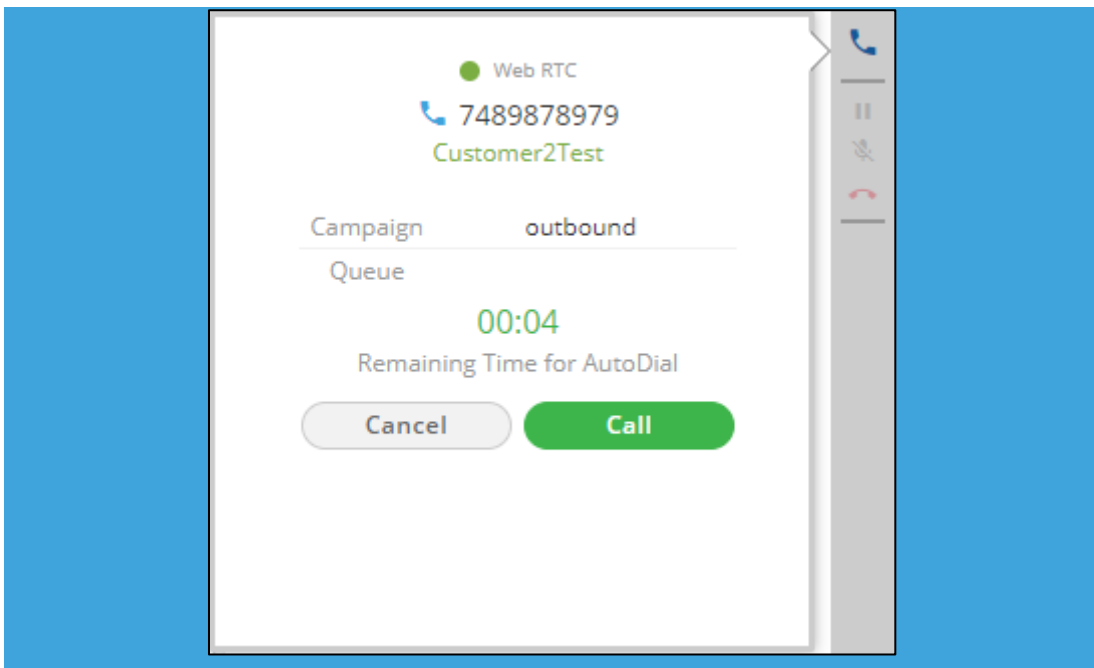 Web RTC
7489878979
Customer2Test
Campaign outbound
Queue
00:04
Remaining Time for AutoDial
Cancel Call